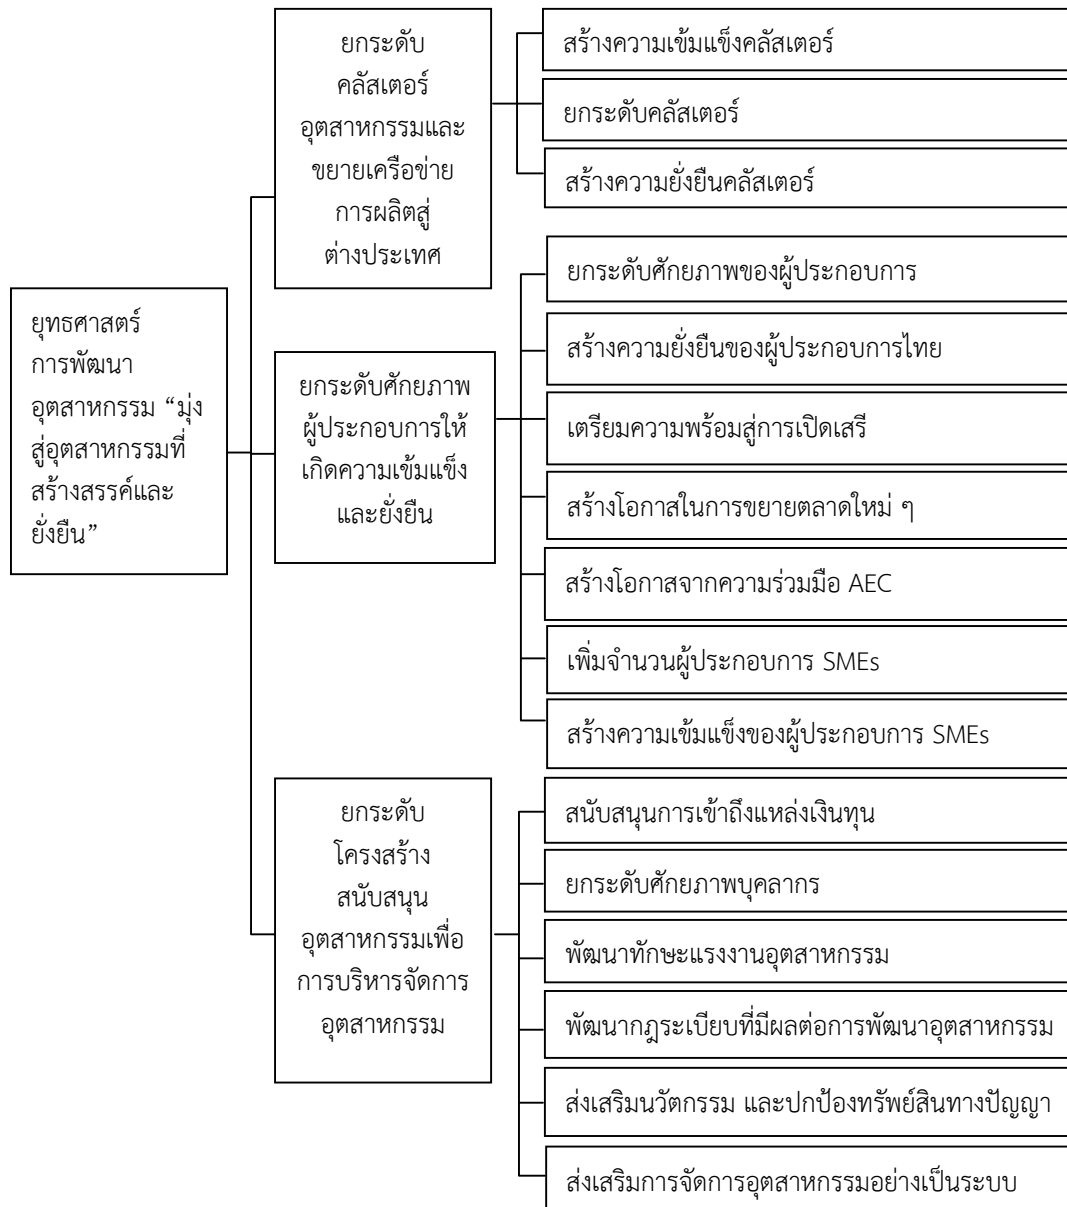 ยุทธศาสตร์
การพัฒนา
อุตสาหกรรม “มุ่ง
สู่อุตสาหกรรมที่
สร้างสรรค์และ
ยั่งยืน”
ยกระดับ
คลัสเตอร์
อุตสาหกรรมและ
ขยายเครือข่าย
การผลิตสู่
ต่างประเทศ
สร้างความเข้มแข็งคลัสเตอร์
ยกระดับคลัสเตอร์
สร้างความยั่งยืนคลัสเตอร์
ยกระดับศักยภาพ
ผู้ประกอบการให้
เกิดความเข้มแข็ง
และยั่งยืน
ยกระดับศักยภาพของผู้ประกอบการ
สร้างความยั่งยืนของผู้ประกอบการไทย
เตรียมความพร้อมสู่การเปิดเสรี
สร้างโอกาสในการขยายตลาดใหม่ ๆ
สร้างโอกาสจากความร่วมมือ AEC
เพิ่มจำนวนผู้ประกอบการ SMEs
สร้างความเข้มแข็งของผู้ประกอบการ SMEs
ยกระดับ
โครงสร้าง
สนับสนุน
อุตสาหกรรมเพื่อ
การบริหารจัดการ
อุตสาหกรรม
สนับสนุนการเข้าถึงแหล่งเงินทุน
ยกระดับศักยภาพบุคลากร
พัฒนาทักษะแรงงานอุตสาหกรรม
พัฒนากฎระเบียบที่มีผลต่อการพัฒนาอุตสาหกรรม
ส่งเสริมนวัตกรรม และปกป้องทรัพย์สินทางปัญญา
ส่งเสริมการจัดการอุตสาหกรรมอย่างเป็นระบบ